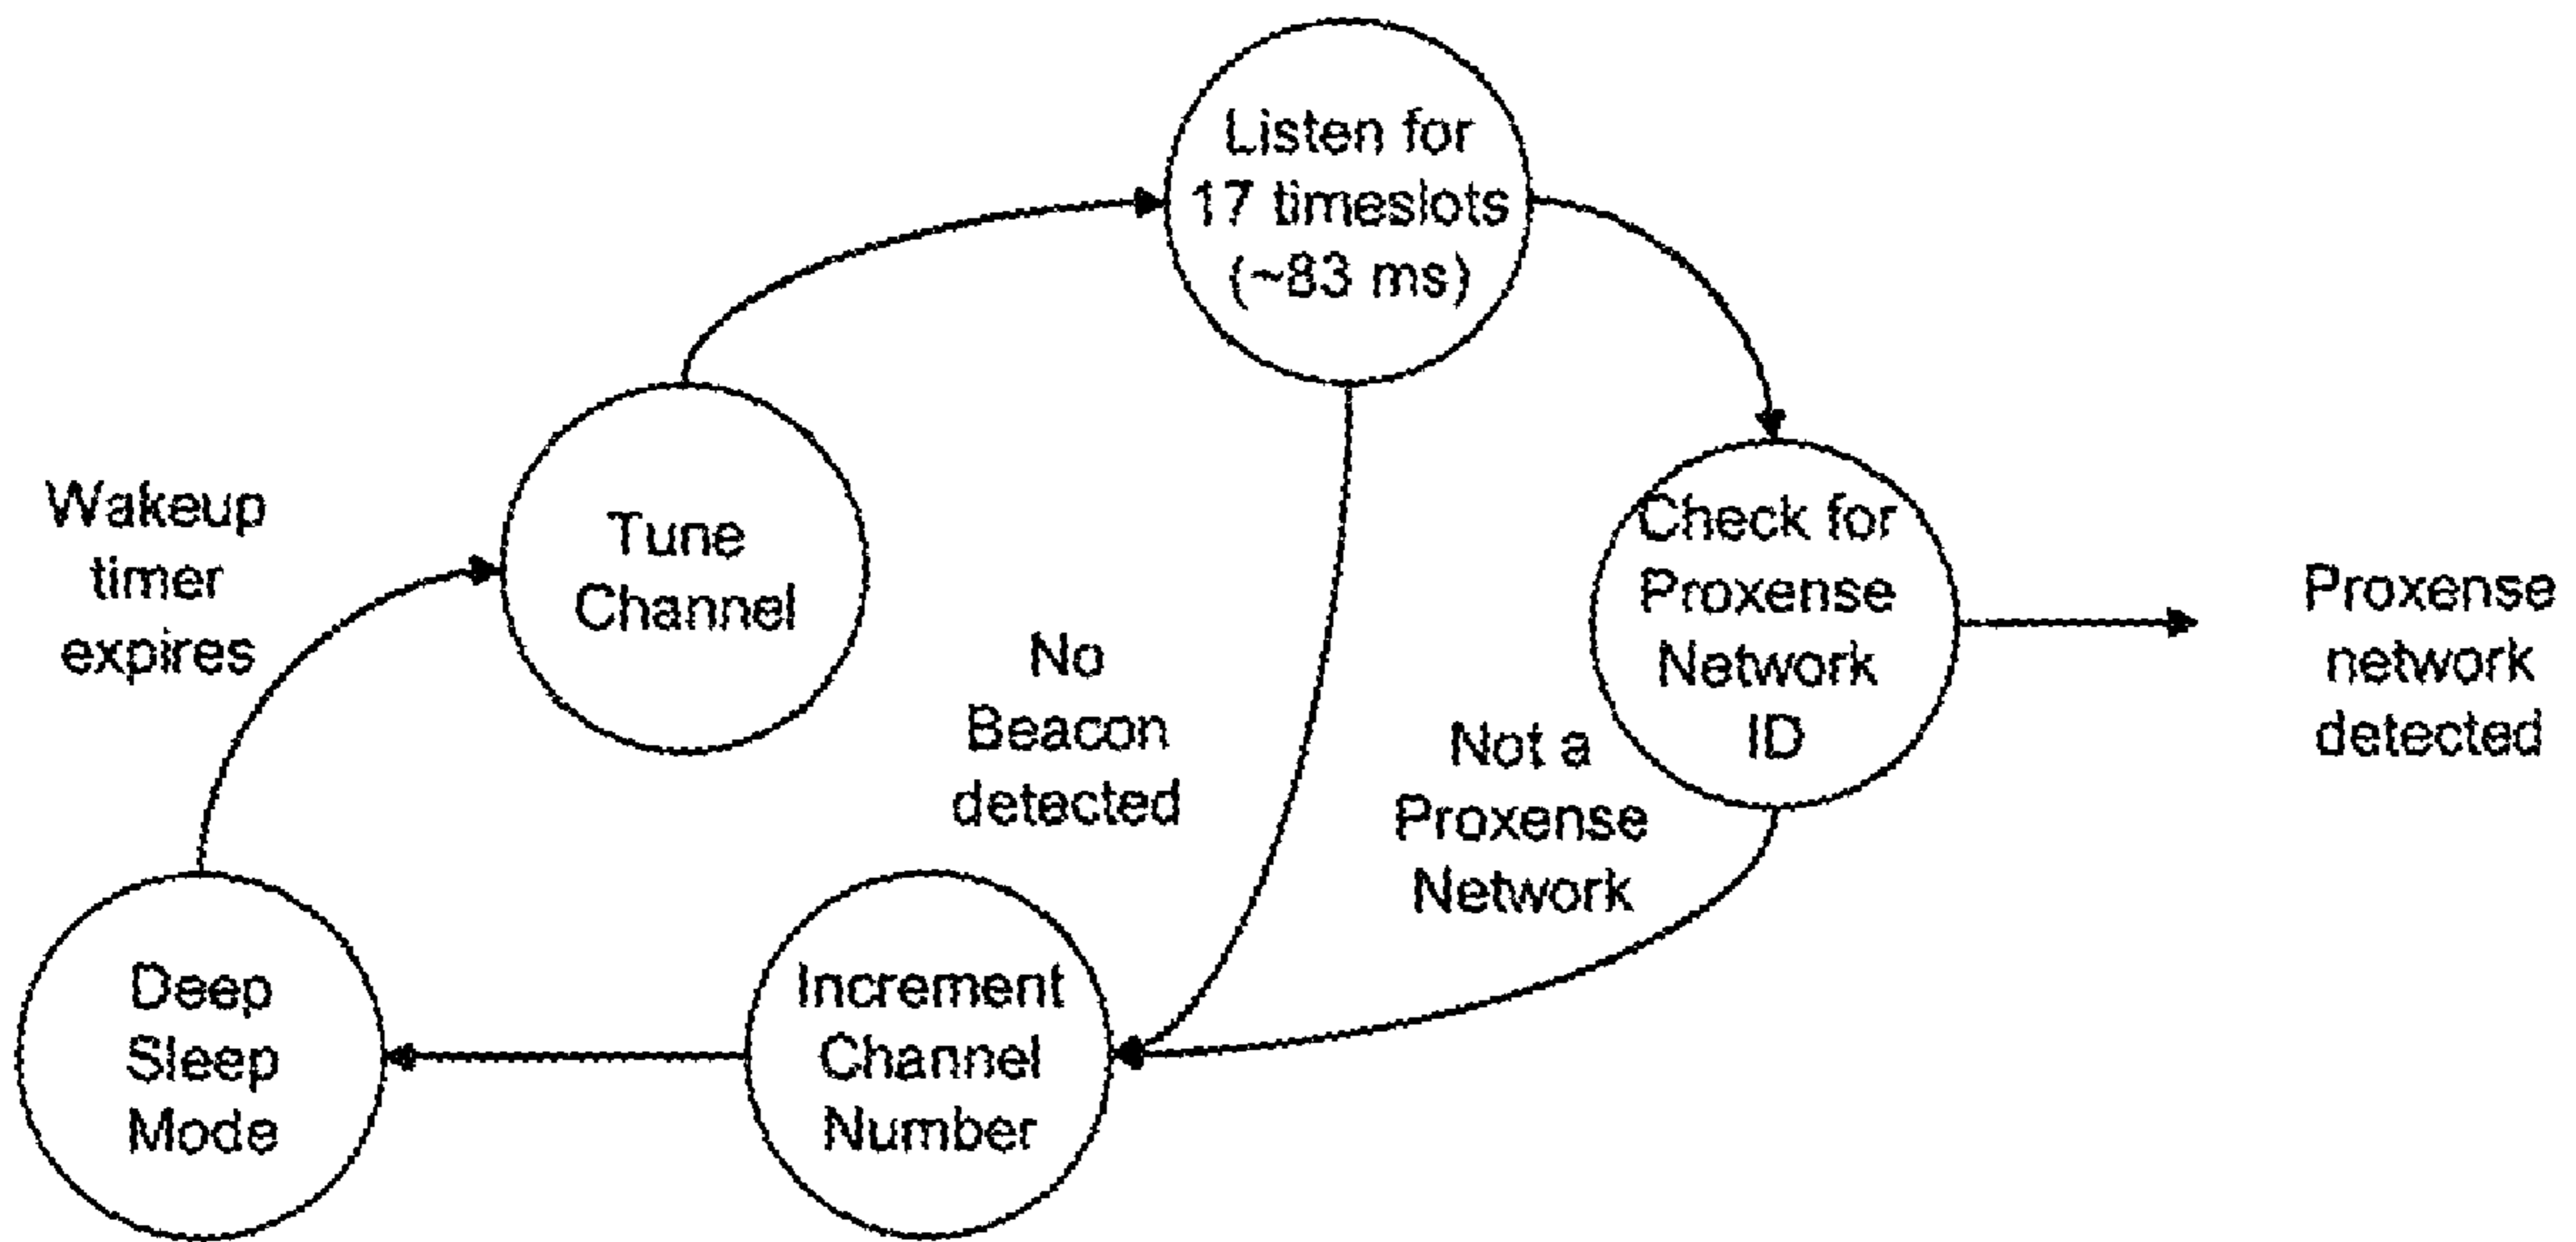 Listen for
17 timeslots
(~83 ms)
Wakeup
timer
expires
Tune
Channel
No
Beacon
detected
Check for
Proxense
Network
ID
Not a
Proxense
Network
Proxense
network
detected
Deep
Sleep
Mode
Increment
Channel
Number